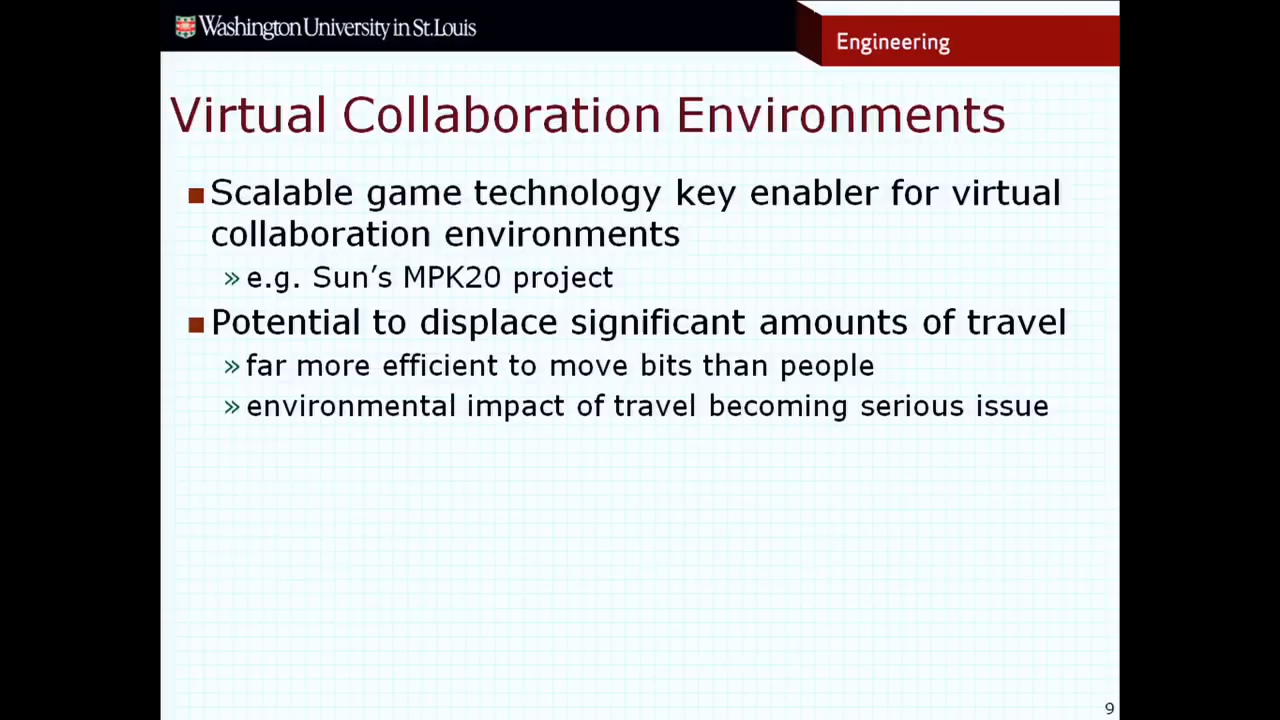 Washington University in St.Louis
Engineering
Virtual Collaboration Environments
■ Scalable game technology key enabler for virtual
collaboration environments
» e.g. Sun's MPK20 project
■ Potential to displace significant amounts of travel
» far more efficient to move bits than people
» environmental impact of travel becoming serious issue
9